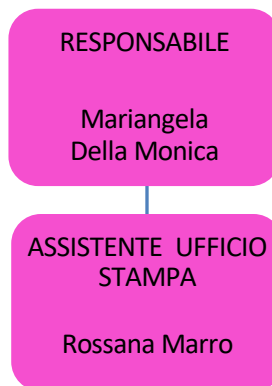 RESPONSABILE
Mariangela
Della Monica
ASSISTENTE UFFICIO
STAMPA
Rossana Marro